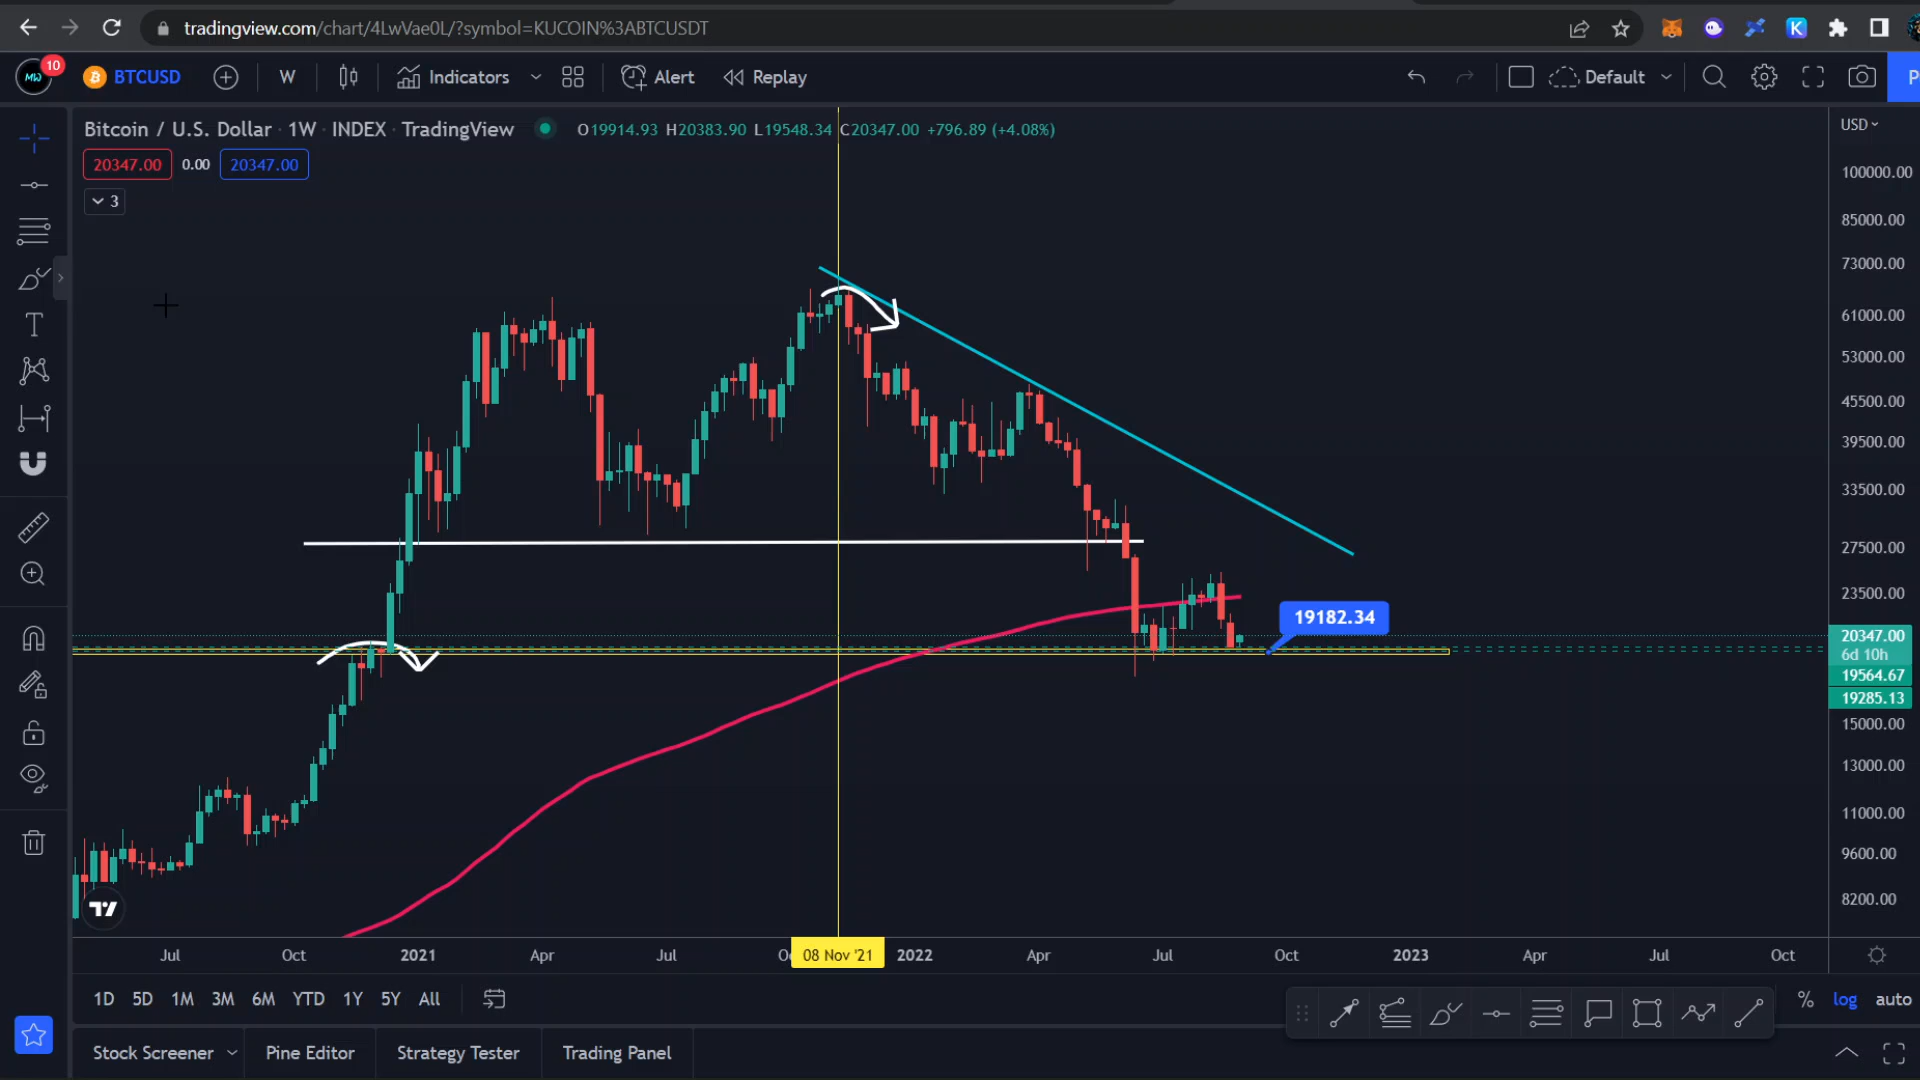 tradingview.com/chart/4LwVae0L/?symbol=KUCOIN%3ABTCUSDT
K
MW 10 BTCUSD W Indicators Alert Replay Default P
Bitcoin / U.S. Dollar · 1W · INDEX · TradingView O19914.93 H20383.90 L19548.34 C20347.00 +796.89 (+4.08%)
USD
20347.00 0.00 20347.00
3
100000.00
85000.00
73000.00
61000.00
53000.00
45500.00
39500.00
33500.00
27500.00
23500.00
19182.34
20347.00
6d 10h
19564.67
19285.13
15000.00
13000.00
11000.00
9600.00
8200.00
T
Jul Oct 2021 Apr Jul 08 Nov '21 2022 Apr Jul Oct 2023 Apr Jul Oct
1D 5D 1M 3M 6M YTD 1Y 5Y All % log auto
Stock Screener Pine Editor Strategy Tester Trading Panel